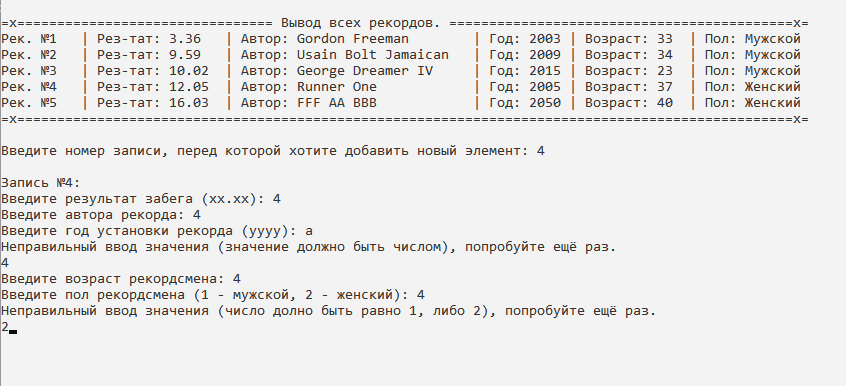 =x================================ Вывод всех рекордов. ===========================================x=
Рек. №1   | Рез-тат: 3.36   | Автор: Gordon Freeman        | Год: 2003 | Возраст: 33  | Пол: Мужской
Рек. №2   | Рез-тат: 9.59   | Автор: Usain Bolt Jamaican   | Год: 2009 | Возраст: 34  | Пол: Мужской
Рек. №3   | Рез-тат: 10.02  | Автор: George Dreamer IV     | Год: 2015 | Возраст: 23  | Пол: Мужской
Рек. №4   | Рез-тат: 12.05  | Автор: Runner One            | Год: 2005 | Возраст: 37  | Пол: Женский
Рек. №5   | Рез-тат: 16.03  | Автор: FFF AA BBB            | Год: 2050 | Возраст: 40  | Пол: Женский
=x=================================================================================================x=
Введите номер записи, перед которой хотите добавить новый элемент: 4
Запись №4:
Введите результат забега (xx.xx): 4
Введите автора рекорда: 4
Введите год установки рекорда (yyyy): a
Неправильный ввод значения (значение должно быть числом), попробуйте ещё раз.
4
Введите возраст рекордсмена: 4
Введите пол рекордсмена (1 - мужской, 2 - женский): 4
Неправильный ввод значения (число долно быть равно 1, либо 2), попробуйте ещё раз.
2